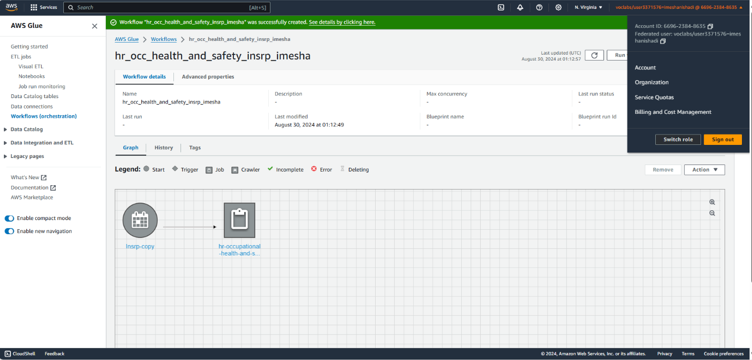 aws
Services
Search
[Alt+S]
N. Virginia ▼
AWS Glue
Getting started
ETL jobs
Visual ETL
Notebooks
Job run monitoring
Data Catalog tables
Data connections
Workflows (orchestration)
Data Catalog
Data Integration and ETL
Legacy pages
What's New
Documentation
AWS Marketplace
Enable compact mode
Enable new navigation
Workflow "hr_occ_health_and_safety_insrp_imesha" was successfully created. See details by clicking here.
AWS Glue > Workflows > hr_occ_health_and_safety_insrp_imesha
hr_occ_health_and_safety_insrp_imesha
Last updated (UTC)
August 30, 2024 at 01:12:57
Run
Workflow details
Advanced properties
Name
hr_occ_health_and_safety_insrp_imesha
Description
-
Max concurrency
-
Last run status
-
Last run
-
Last modified
August 30, 2024 at 01:12:49
Blueprint name
-
Blueprint run id
-
Graph
History
Tags
Legend: Start Trigger Job Crawler Incomplete Error Deleting
Remove
Action ▼
insrp-copy
hr-occupational
-health-and-s...
Account ID: 6696-2384-8635
Federated user: voclabs/user3371576=imes
hanishadi
Account
Organization
Service Quotas
Billing and Cost Management
Switch role
Sign out
CloudShell
Feedback
© 2024, Amazon Web Services, Inc. or its affiliates.
Privacy
Terms
Cookie preferences